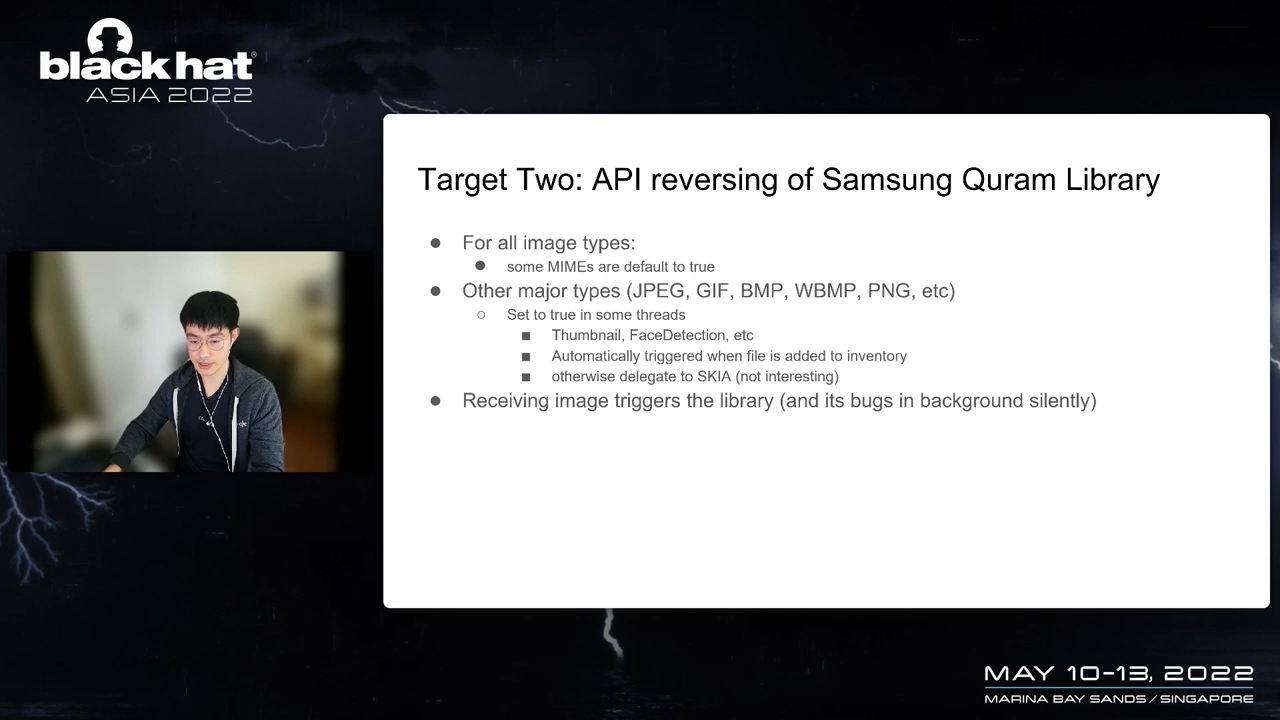 black hat®
ASIA 2022
Target Two: API reversing of Samsung Quram Library
● For all image types:
● some MIMEs are default to true
● Other major types (JPEG, GIF, BMP, WBMP, PNG, etc)
○ Set to true in some threads
■ Thumbnail, FaceDetection, etc
■ Automatically triggered when file is added to inventory
■ otherwise delegate to SKIA (not interesting)
● Receiving image triggers the library (and its bugs in background silently)
MAY 10-13, 2022
MARINA BAY SANDS / SINGAPORE